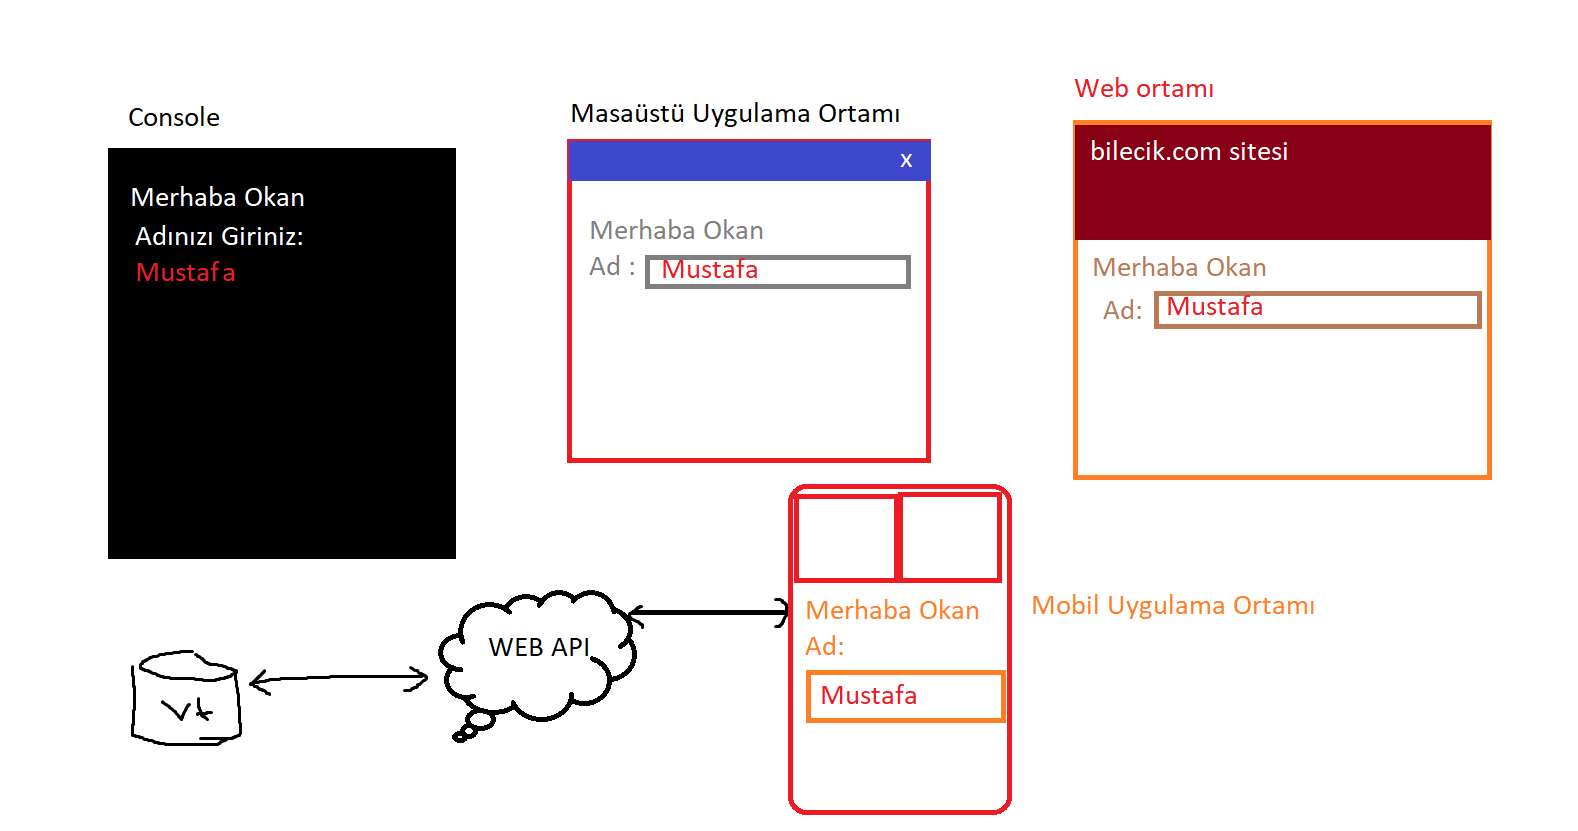 Console
Merhaba Okan
Adınızı Giriniz:
Mustafa
Masaüstü Uygulama Ortamı
x
Merhaba Okan
Ad :
Mustafa
Web ortamı
bilecik.com sitesi
Merhaba Okan
Ad:
Mustafa
Vt
WEB API
Merhaba Okan
Ad:
Mustafa
Mobil Uygulama Ortamı